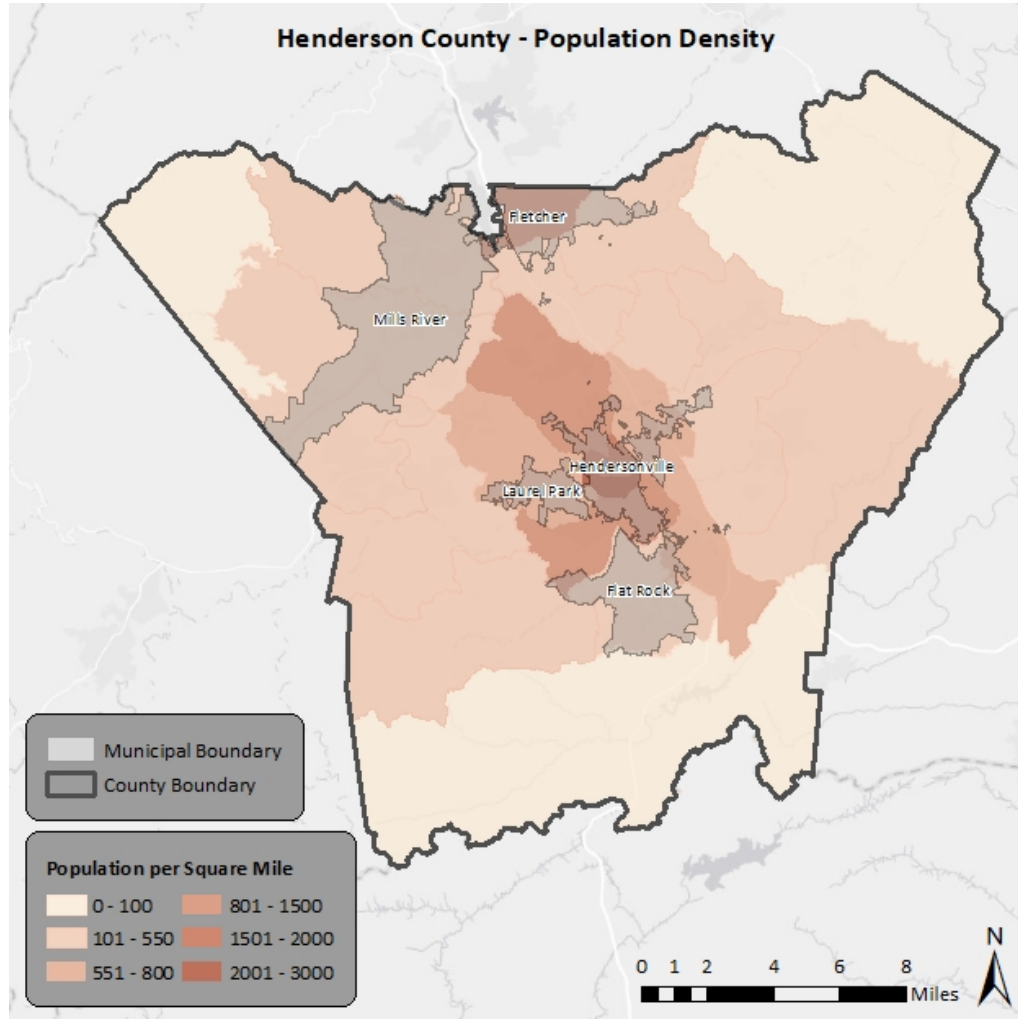 Henderson County - Population Density
Fletcher
Mills River
Hendersonville
Laurel Park
Flat Rock
Municipal Boundary
County Boundary
Population per Square Mile
0 - 100
801 - 1500
101 - 550
1501 - 2000
551 - 800
2001 - 3000
N
0 1 2 4 6 8
Miles